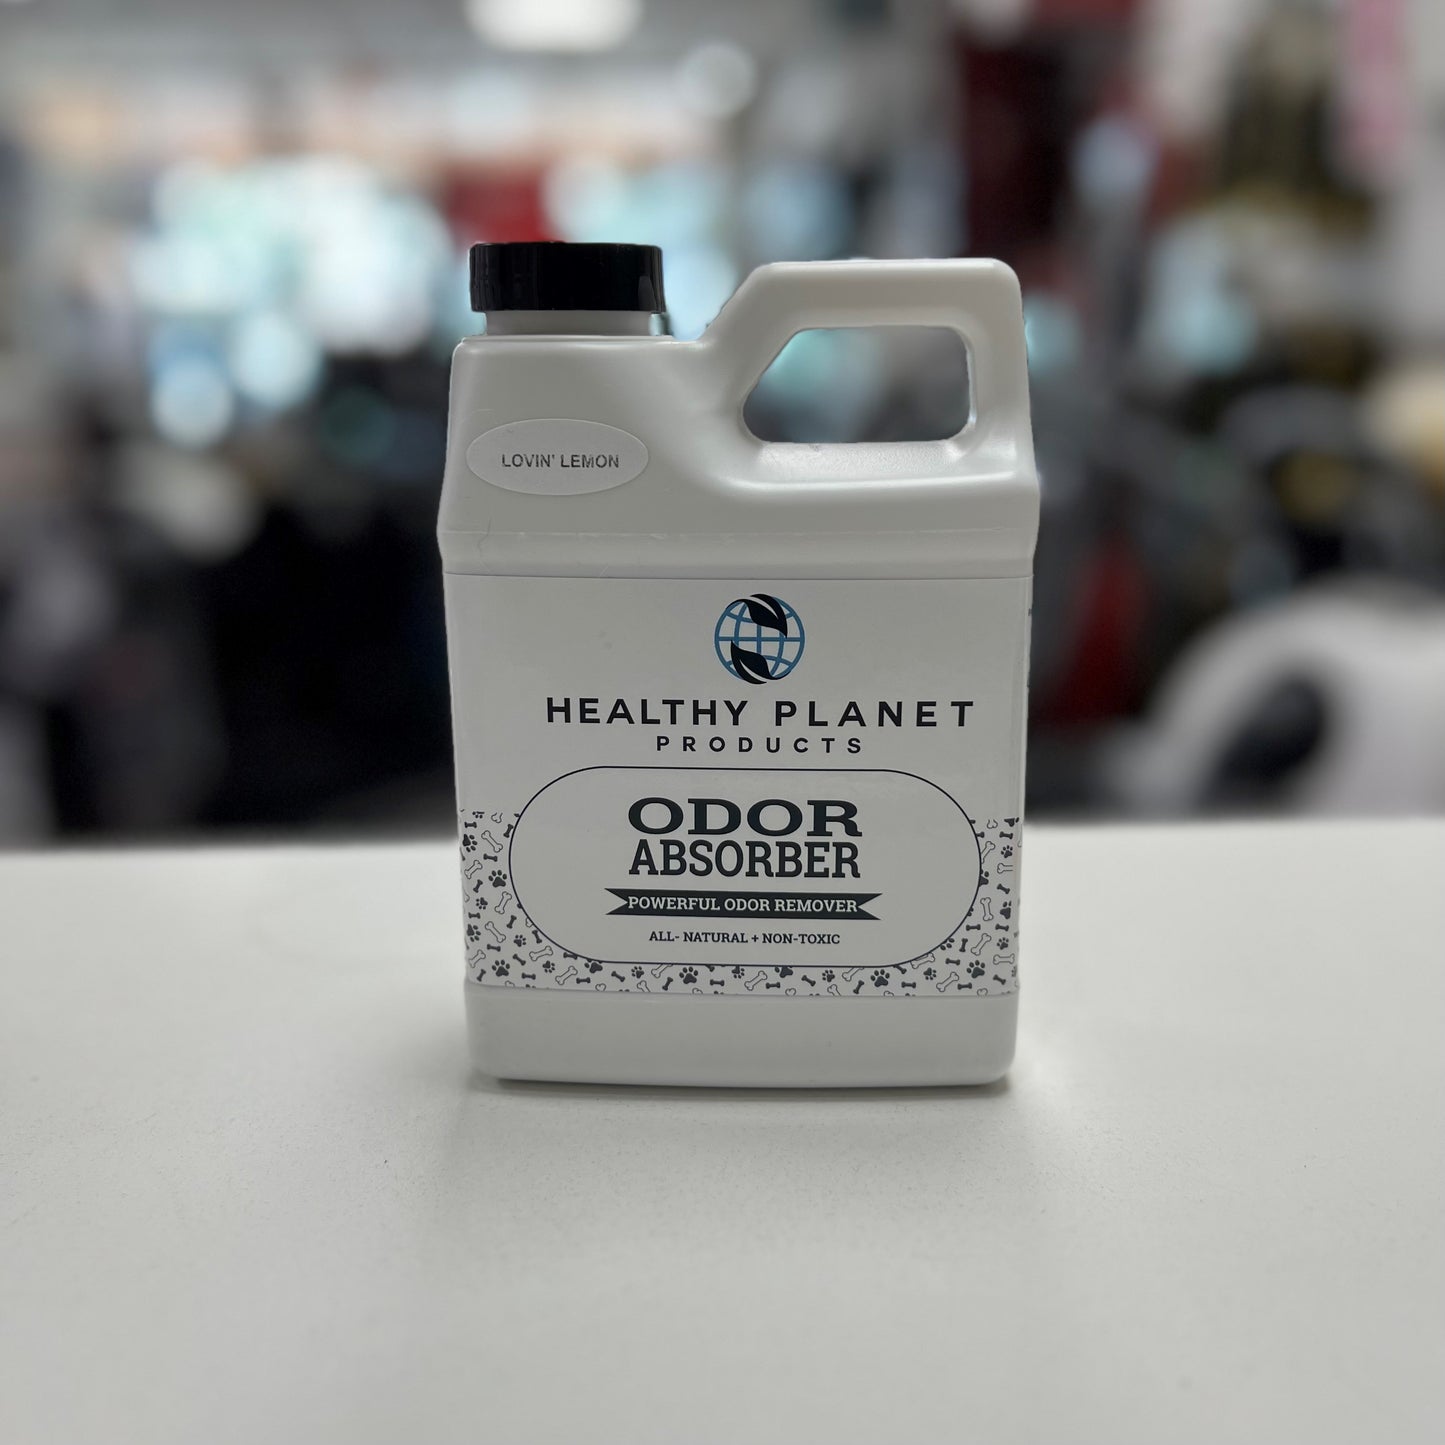 LOVIN' LEMON
HEALTHY PLANET
PRODUCTS
ODOR
ABSORBER
POWERFUL ODOR REMOVER
ALL- NATURAL + NON-TOXIC